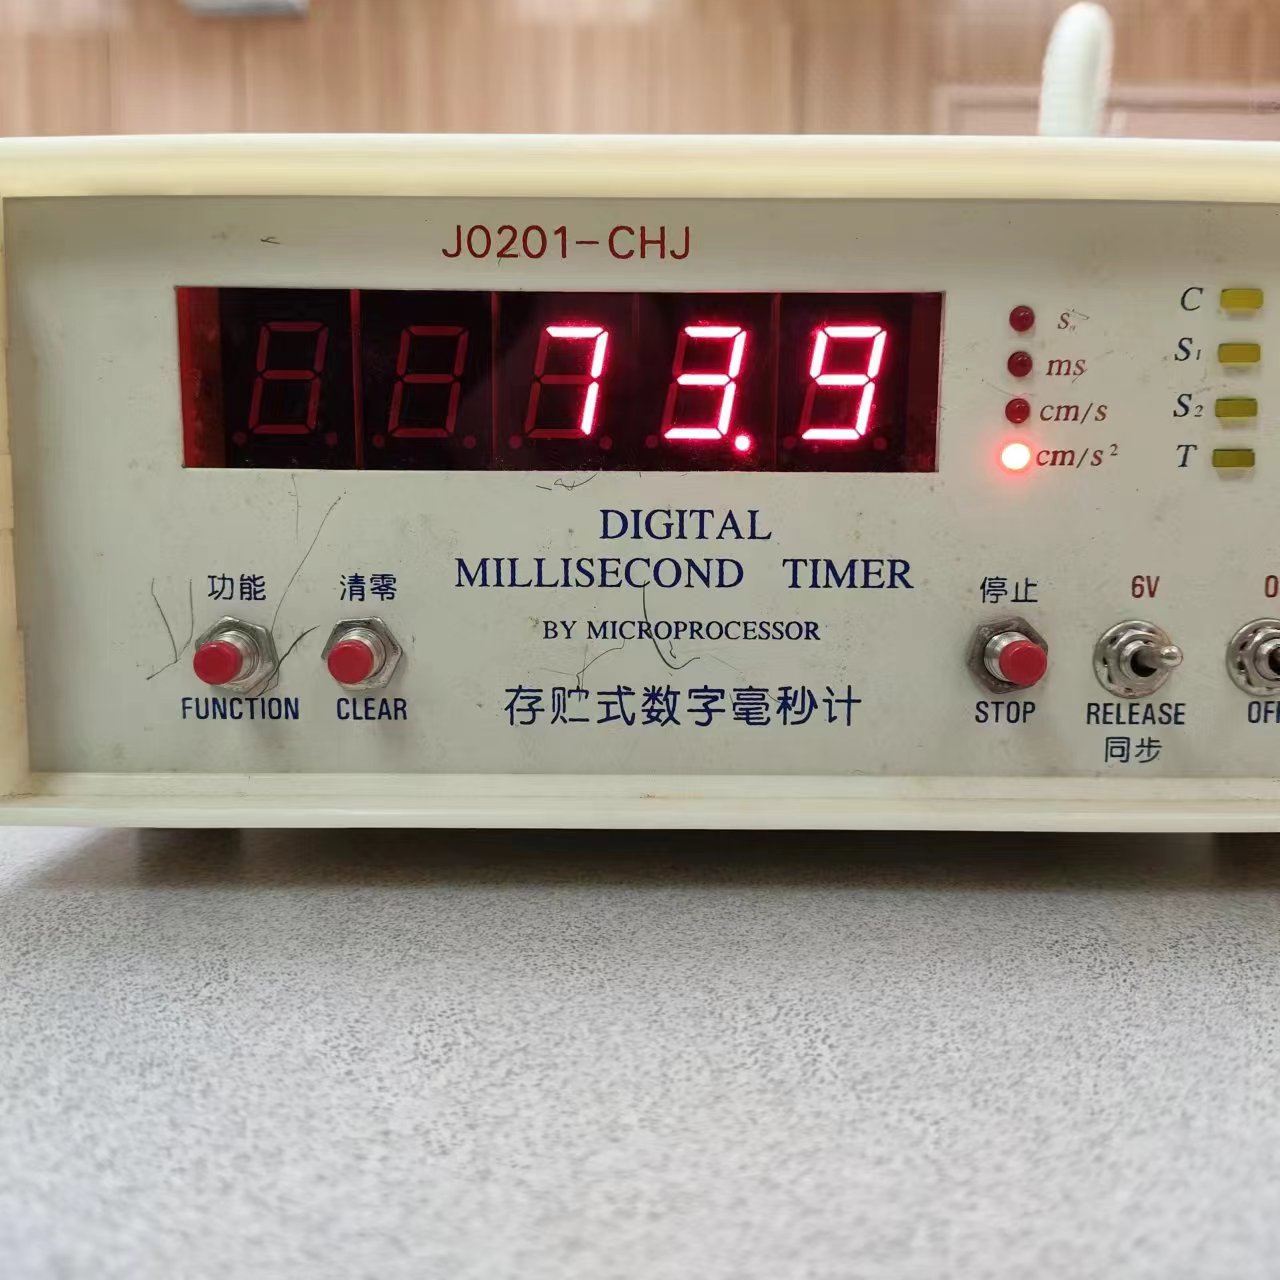 J0201-CHJ
73.9
s
ms
cm/s
cm/s²
C
S₁
S₂
T
DIGITAL
MILLISECOND TIMER
BY MICROPROCESSOR
存贮式数字毫秒计
功能
FUNCTION
清零
CLEAR
停止
STOP
6V
RELEASE
同步